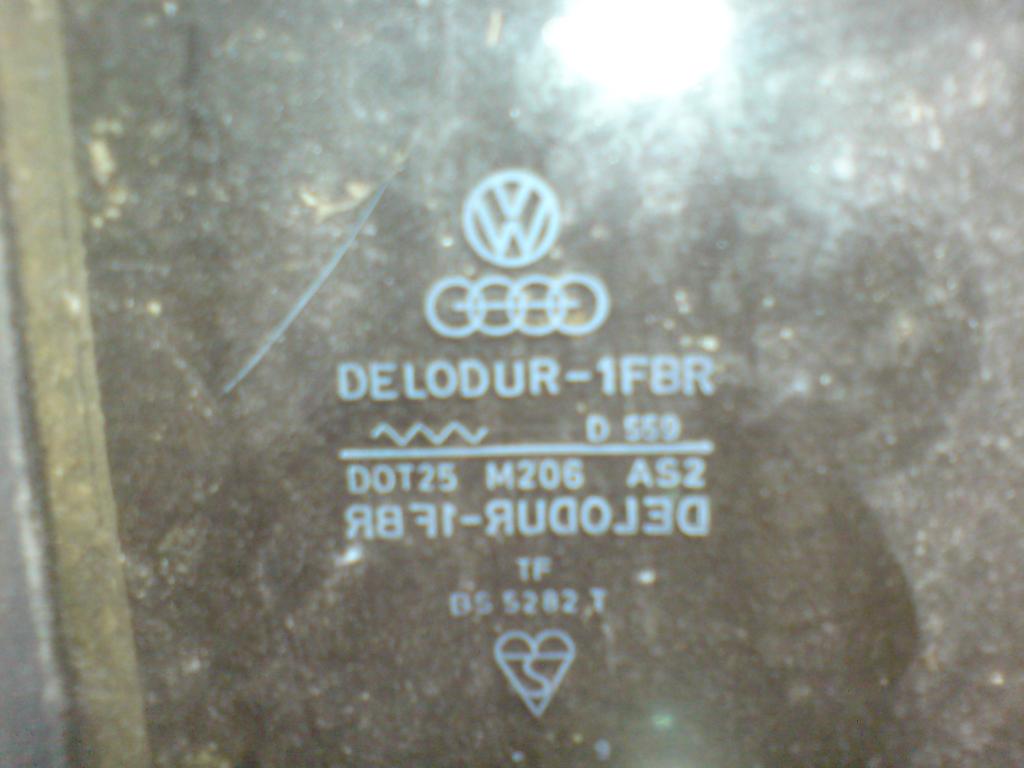 DELODUR-1FBR
D 559
DOT25 M206 AS2
DELODUR-1FBR
TF
BS 5282 T